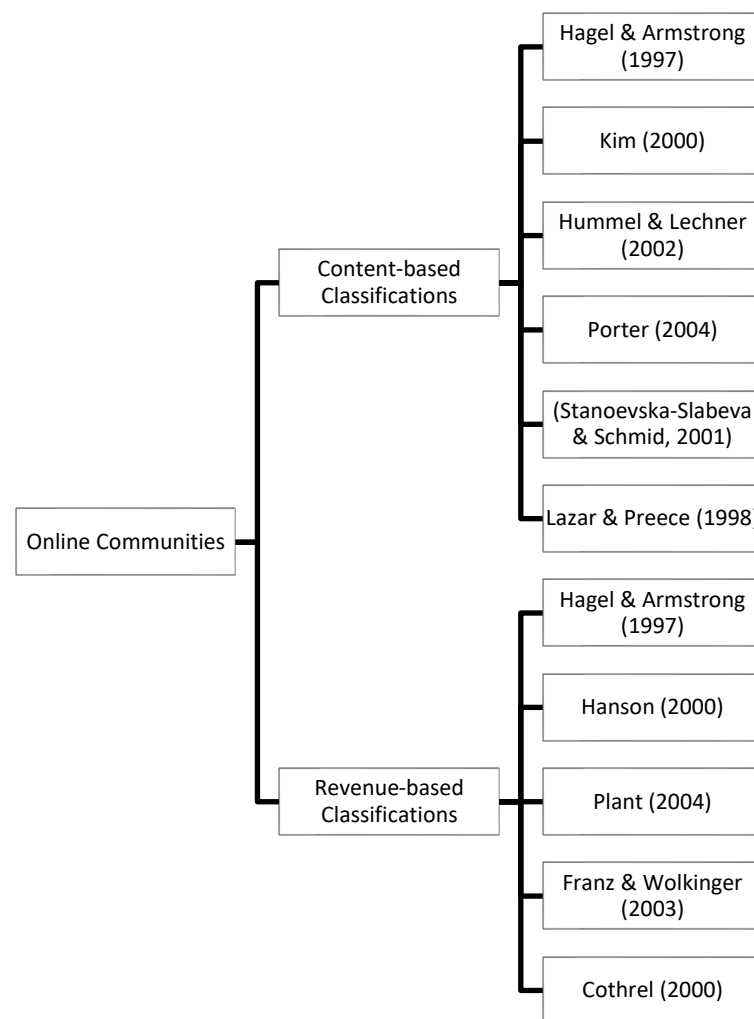 Hagel & Armstrong
(1997)
Kim (2000)
Hummel & Lechner
(2002)
Content-based
Classifications
Porter (2004)
(Stanoevska-Slabeva
& Schmid, 2001)
Lazar & Preece (1998)
Online Communities
Hagel & Armstrong
(1997)
Hanson (2000)
Revenue-based
Classifications
Plant (2004)
Franz & Wolkinger
(2003)
Cothrel (2000)